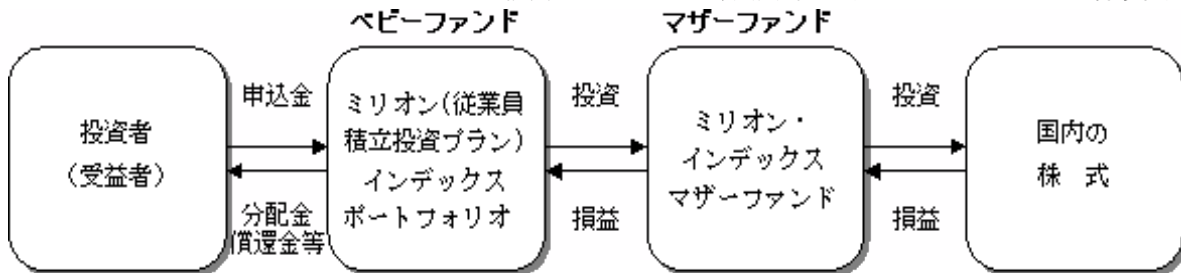 ベビーファンド
マザーファンド
投資者
（受益者）
申込金
分配金
償還金等
ミリオン（従業員
積立投資プラン）
インデックス
ポートフォリオ
投資
損益
ミリオン・
インデックス
マザーファンド
投資
損益
国内の
株　式